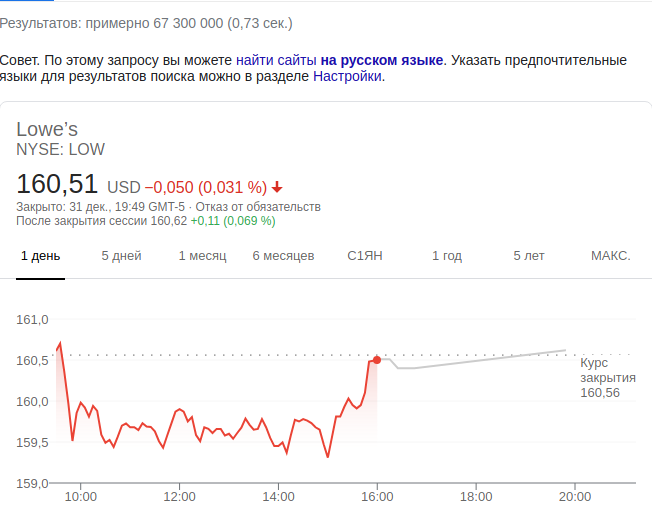 Результатов: примерно 67 300 000 (0,73 сек.)
Совет. По этому запросу вы можете найти сайты на русском языке. Указать предпочтительные
языки для результатов поиска можно в разделе Настройки.
Lowe's
NYSE: LOW
160,51 USD −0,050 (0,031 %)
Закрыто: 31 дек., 19:49 GMT-5 · Отказ от обязательств
После закрытия сессии 160,62 +0,11 (0,069 %)
1 день 5 дней 1 месяц 6 месяцев С1ЯН 1 год 5 лет МАКС.
161,0
160,5
160,0
159,5
159,0
Курс
закрытия
160,56
10:00 12:00 14:00 16:00 18:00 20:00